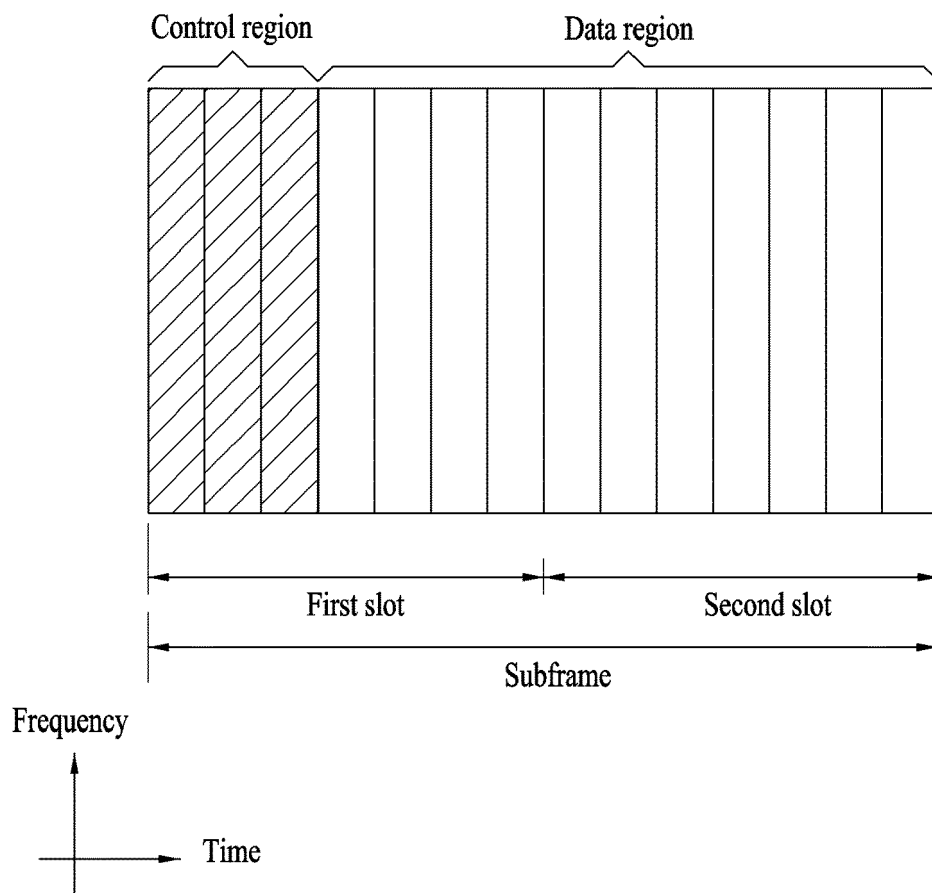 Control region
Data region
First slot
Second slot
Subframe
Frequency
Time